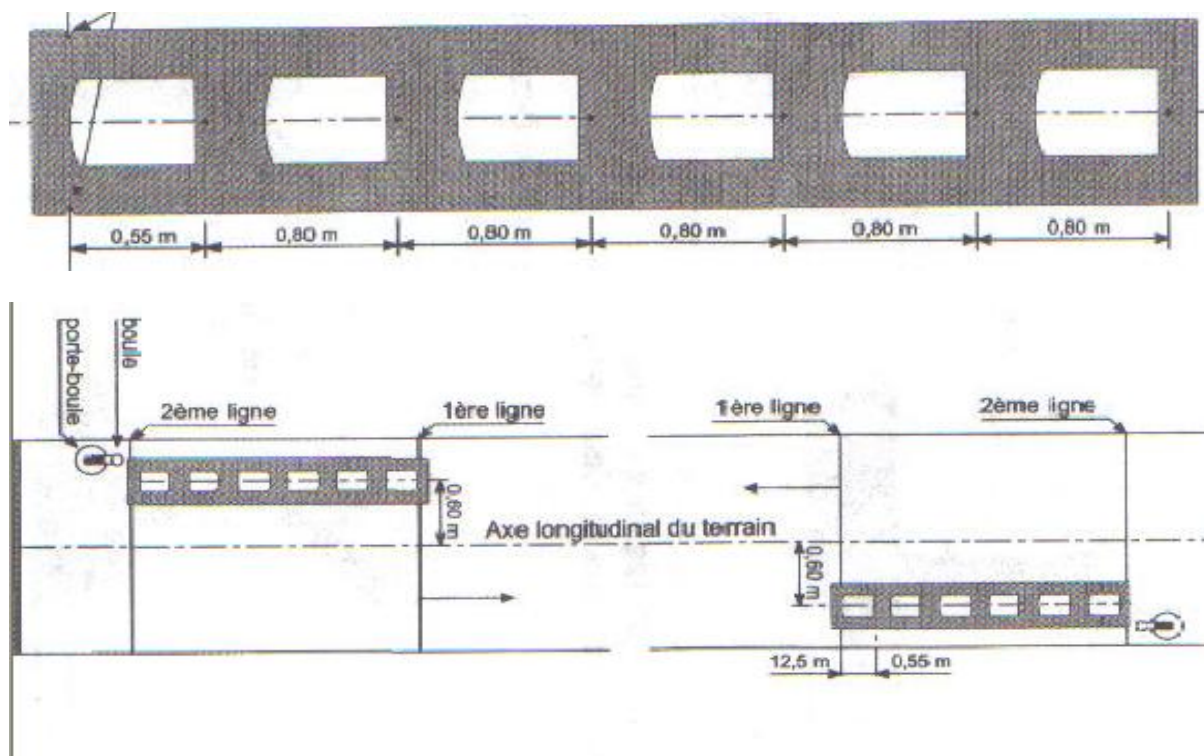 0,55 m
0,80 m
0,80 m
0,80 m
0,80 m
0,80 m
porte-boule
boule
2ème ligne
1ère ligne
1ère ligne
2ème ligne
0,60 m
Axe longitudinal du terrain
0,60 m
12,5 m
0,55 m